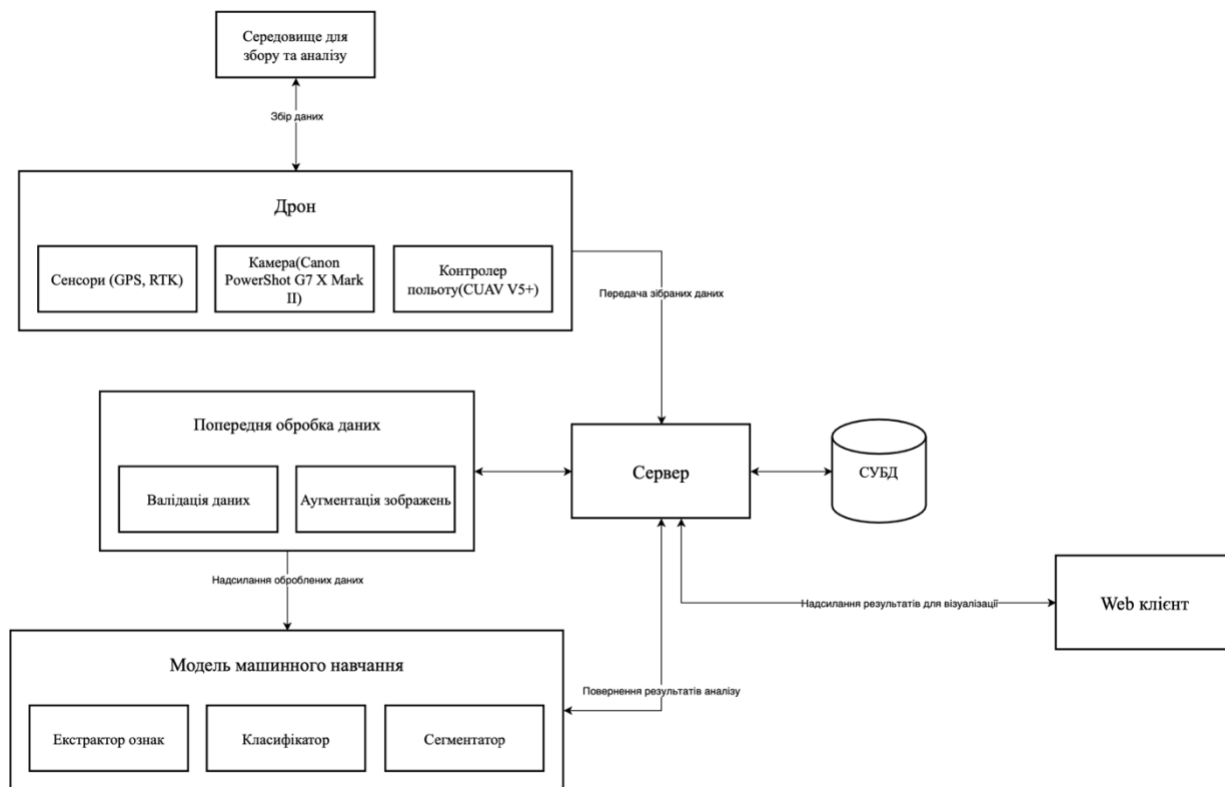 Середовище для
збору та аналізу
Збір даних
Дрон
Сенсори (GPS, RTK)
Камера(Canon
PowerShot G7 X Mark
II)
Контролер
польоту(CUAV V5+)
Передача зібраних даних
Попередня обробка даних
Валідація даних
Аугментація зображень
Сервер
СУБД
Надсилання оброблених даних
Надсилання результатів для візуалізації
Web клієнт
Модель машинного навчання
Повернення результатів аналізу
Екстрактор ознак
Класифікатор
Сегментатор